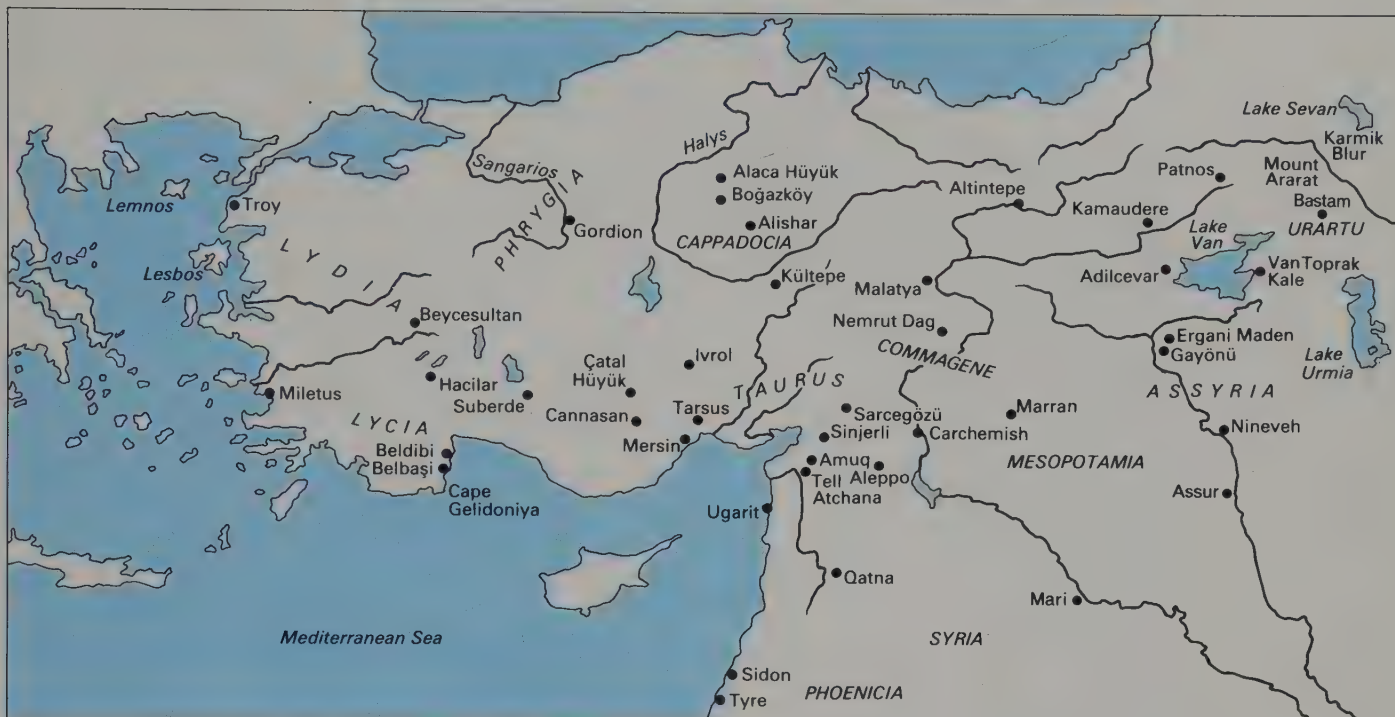 Lake Sevan
Karmik
Blur
Halys
Sangarios
Alaca Hüyük
Patnos
Mount
Ararat
Boğazköy
Altintepe
Lemnos
Troy
PHRYGIA
Gordion
Alishar
Kamaudere
Bastam
CAPPADOCIA
Lake
Van
URARTU
LYDIA
Lesbos
Kültepe
Malatya
Adilcevar
Van Toprak
Kale
Beycesultan
Nemrut Dag
Ergani Maden
COMMAGENE
Gayönü
Lake
Urmia
Ivrol
Çatal
Hüyük
TAURUS
ASSYRIA
Miletus
Hacilar
Suberde
Cannasan
Tarsus
Sarcegözü
Marran
LYCIA
Mersin
Sinjerli
Carchemish
Nineveh
Beldibi
Belbaşi
Amuq
Aleppo
MESOPOTAMIA
Tell
Atchana
Assur
Cape
Gelidoniya
Ugarit
Qatna
Mari
Mediterranean Sea
SYRIA
Sidon
Tyre
PHOENICIA